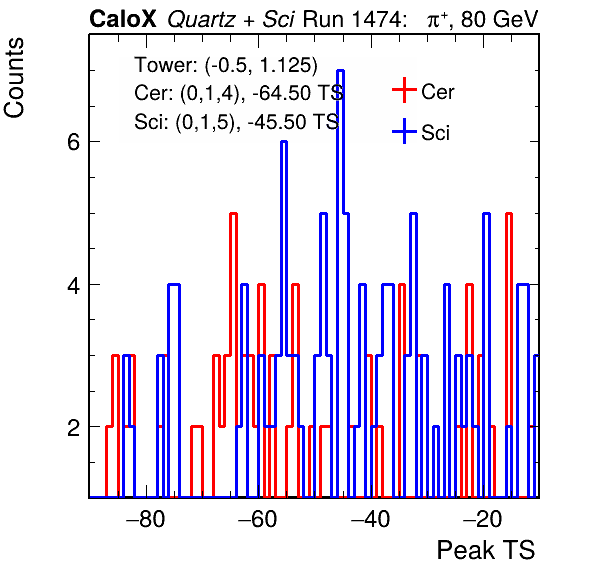 CaloX Quartz + Sci Run 1474: π⁺, 80 GeV
Counts
Tower: (-0.5, 1.125)
Cer: (0,1,4), -64.50 TS
Sci: (0,1,5), -45.50 TS
Cer
Sci
6
4
2
−80 −60 −40 −20
Peak TS